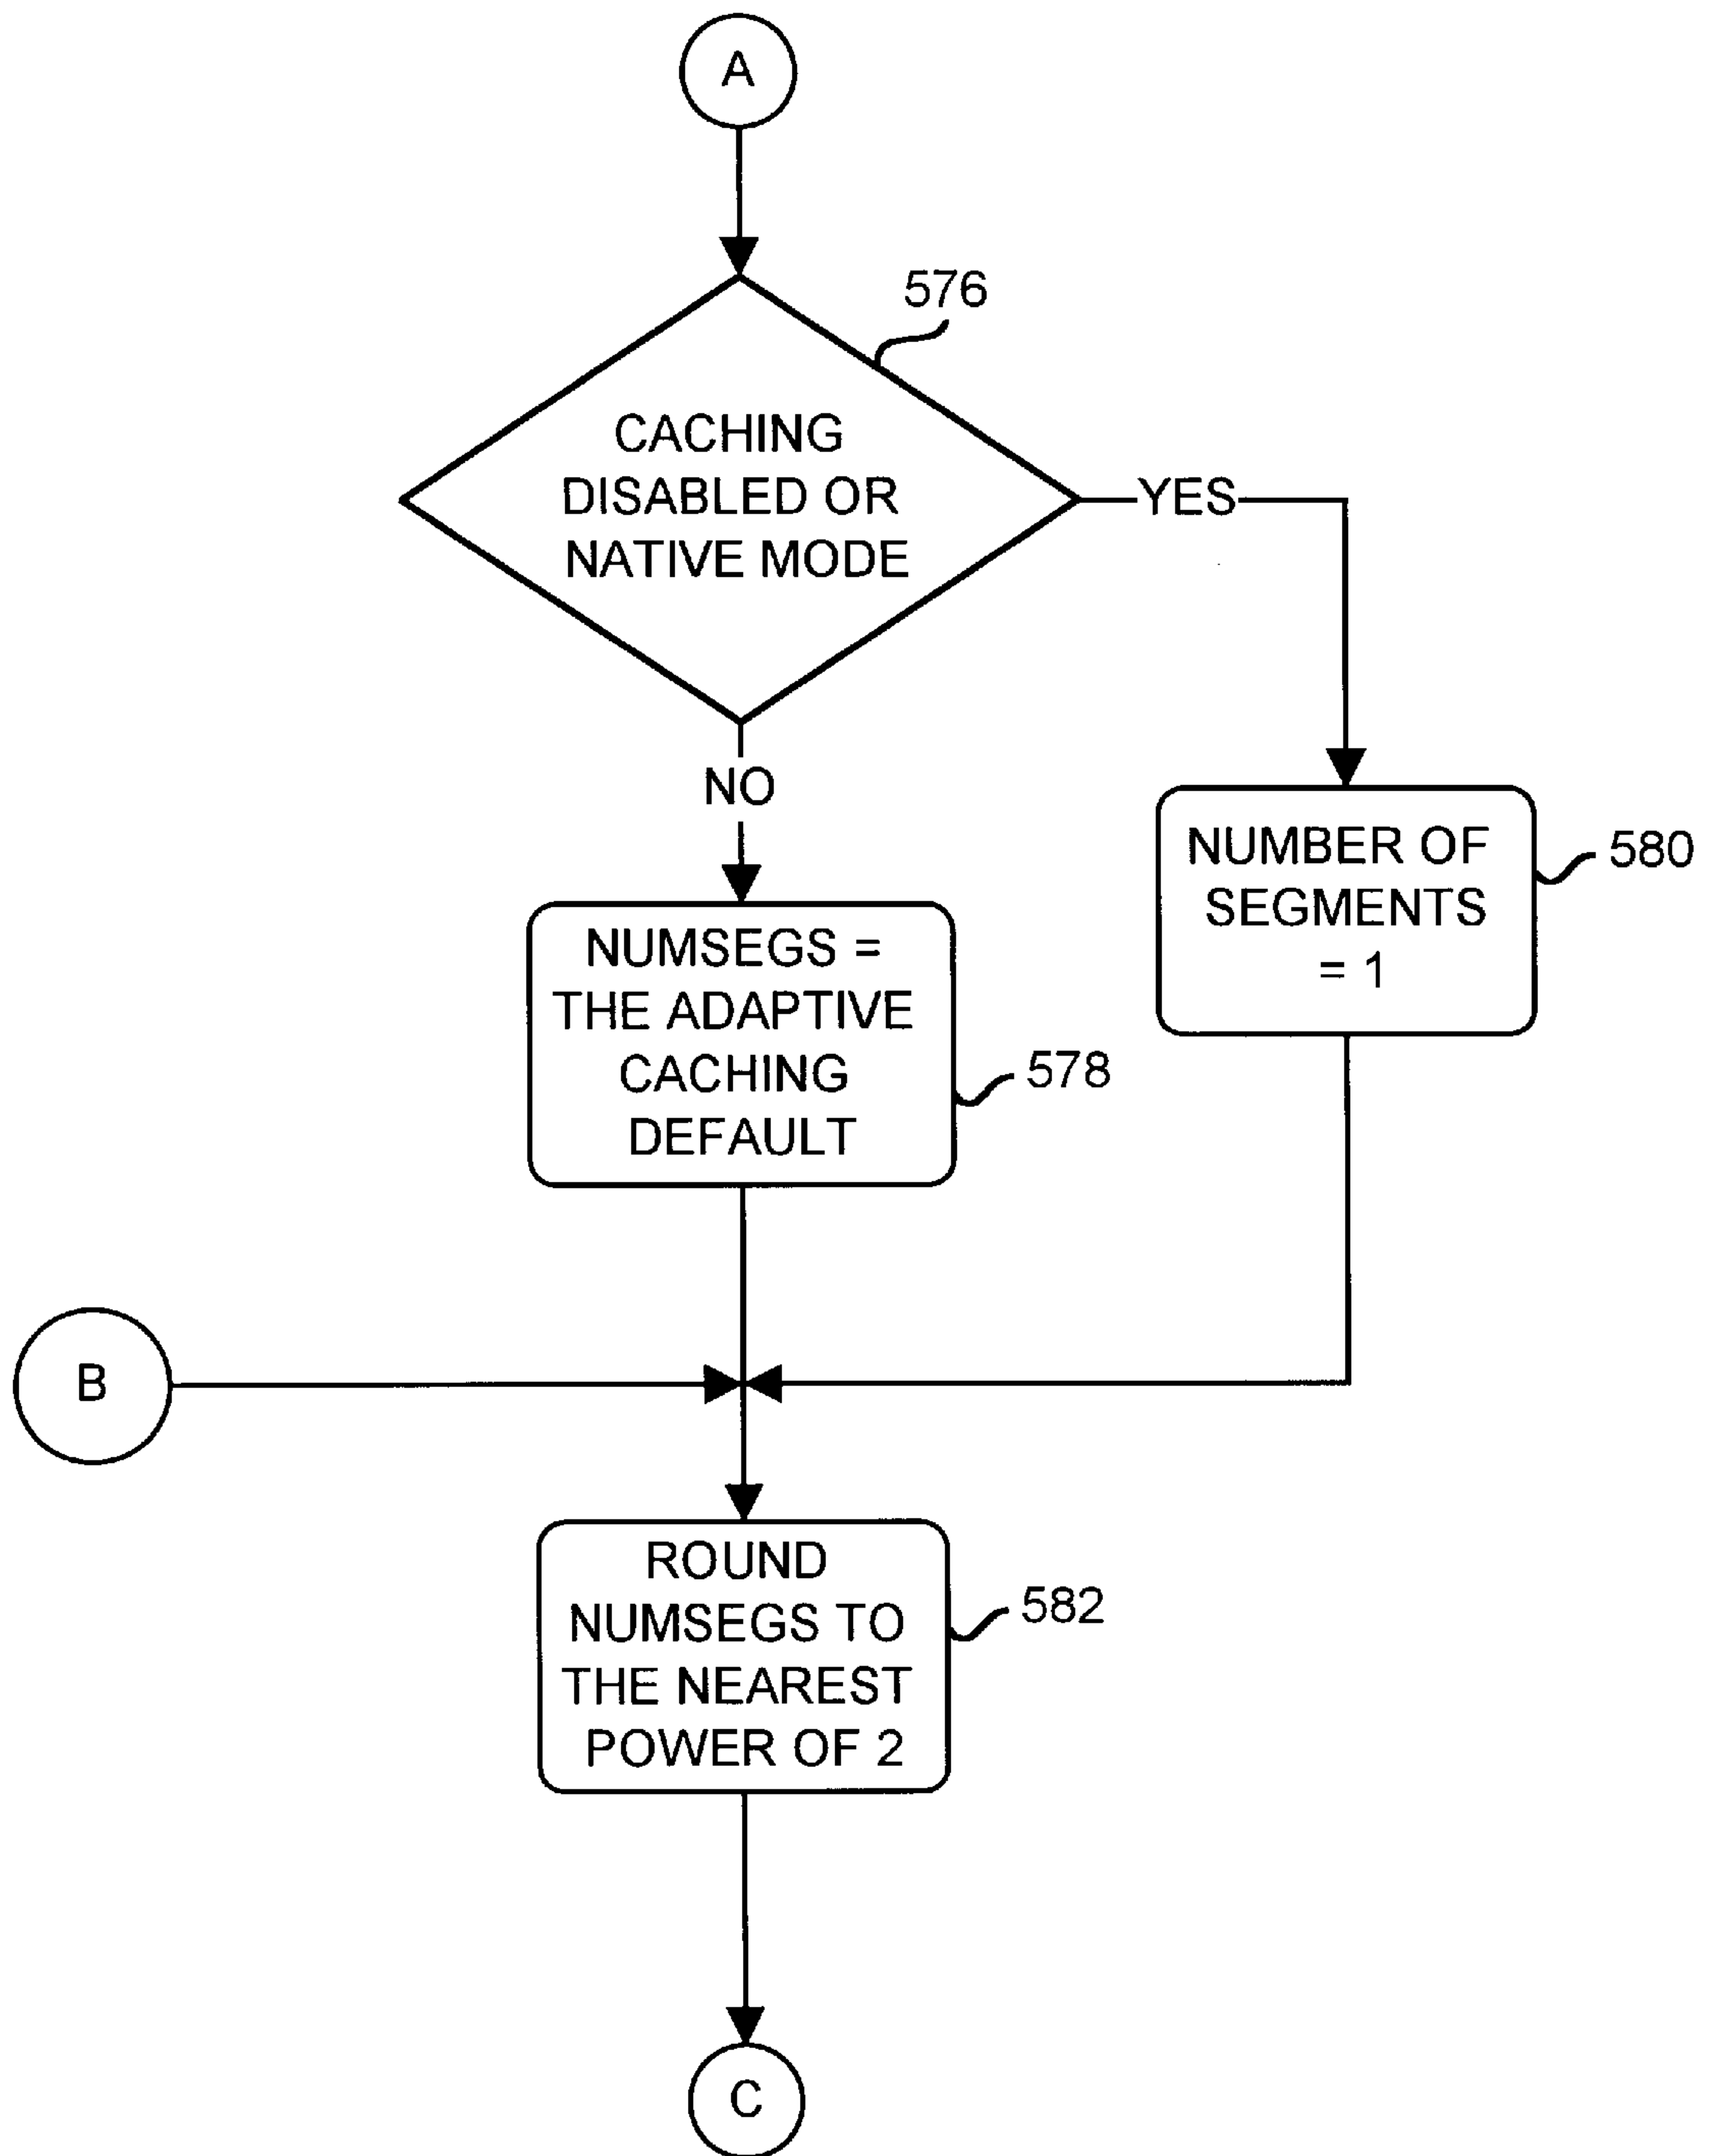 A
576
CACHING
DISABLED OR
NATIVE MODE
YES
NO
NUMBER OF
SEGMENTS
= 1
580
NUMSEGS =
THE ADAPTIVE
CACHING
DEFAULT
578
B
ROUND
NUMSEGS TO
THE NEAREST
POWER OF 2
582
C